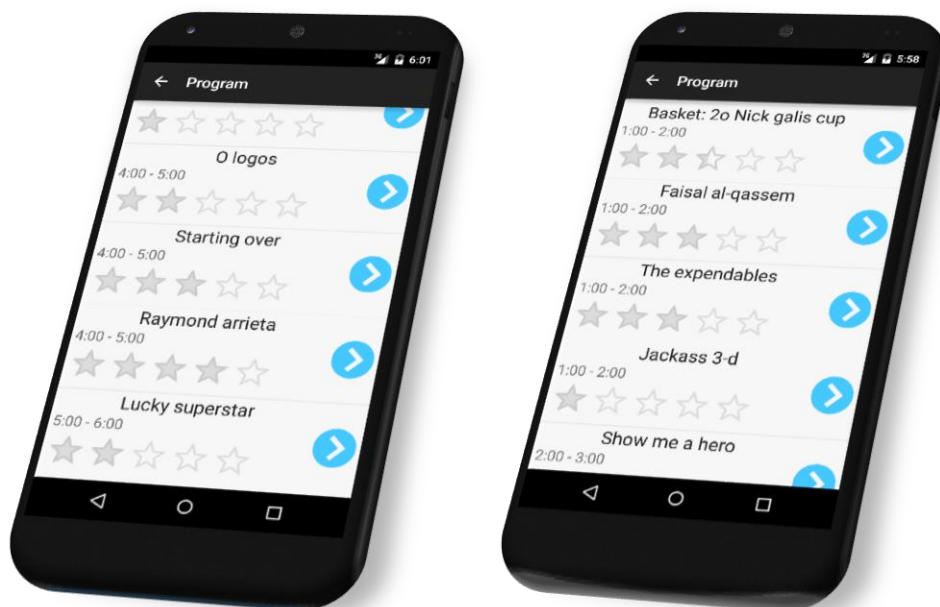 3G 6:01
Program
O logos
4:00 - 5:00
Starting over
4:00 - 5:00
Raymond arrieta
4:00 - 5:00
Lucky superstar
5:00 - 6:00
3G 5:58
Program
Basket: 2o Nick galis cup
1:00 - 2:00
Faisal al-qassem
1:00 - 2:00
The expendables
1:00 - 2:00
Jackass 3-d
1:00 - 2:00
Show me a hero
2:00 - 3:00